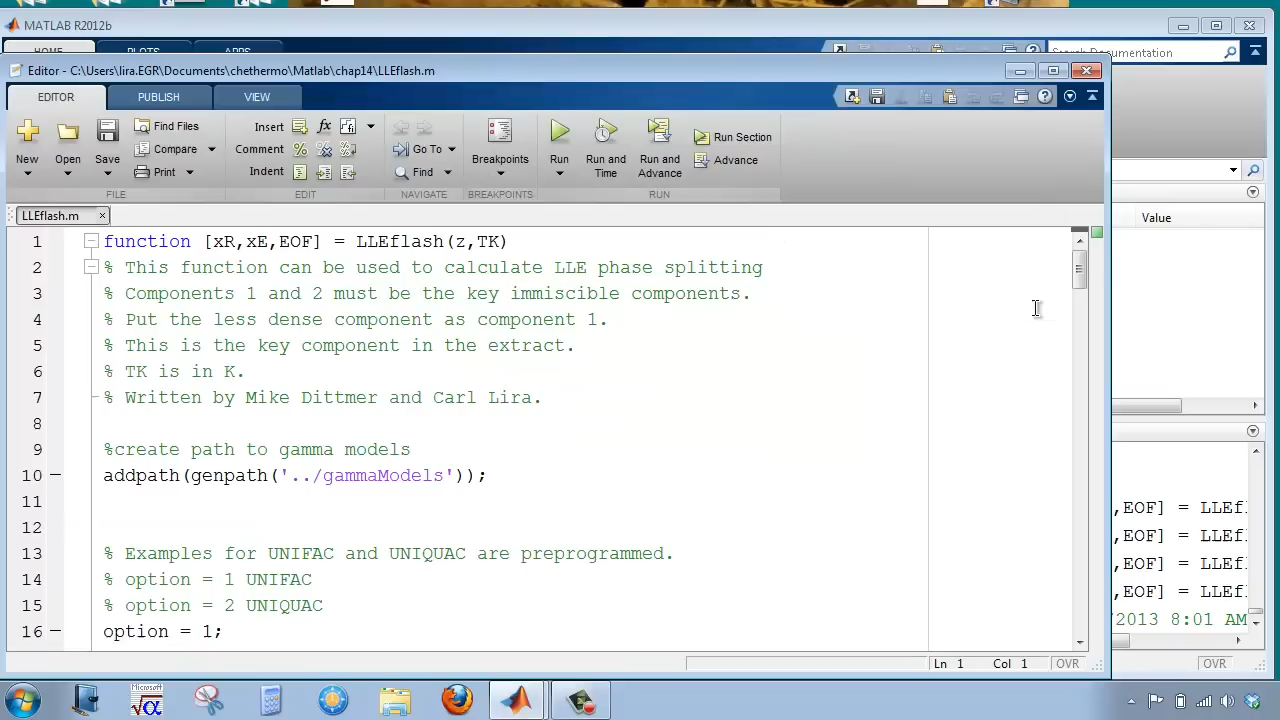 MATLAB R2012b
HOME PLOTS APPS
Search Documentation
Editor - C:\Users\lira.EGR\Documents\chethermo\Matlab\chap14\LLEflash.m
EDITOR PUBLISH VIEW
New Open Save Find Files Compare Print
FILE
Insert fx
Comment
Indent
EDIT
Go To
Find
NAVIGATE
Breakpoints
BREAKPOINTS
Run Run and Time Run and Advance Run Section Advance
RUN
LLEflash.m
Value
1 function [xR,xE,EOF] = LLEflash(z,TK)
2 % This function can be used to calculate LLE phase splitting
3 % Components 1 and 2 must be the key immiscible components.
4 % Put the less dense component as component 1.
5 % This is the key component in the extract.
6 % TK is in K.
7 % Written by Mike Dittmer and Carl Lira.
8
9 %create path to gamma models
10 addpath(genpath('../gammaModels'));
11
12
13 % Examples for UNIFAC and UNIQUAC are preprogrammed.
14 % option = 1 UNIFAC
15 % option = 2 UNIQUAC
16 option = 1;
,EOF] = LLEf
,EOF] = LLEf
,EOF] = LLEf
,EOF] = LLEf
/2013 8:01 AM
Ln 1 Col 1 OVR
OVR
Microsoft
√α